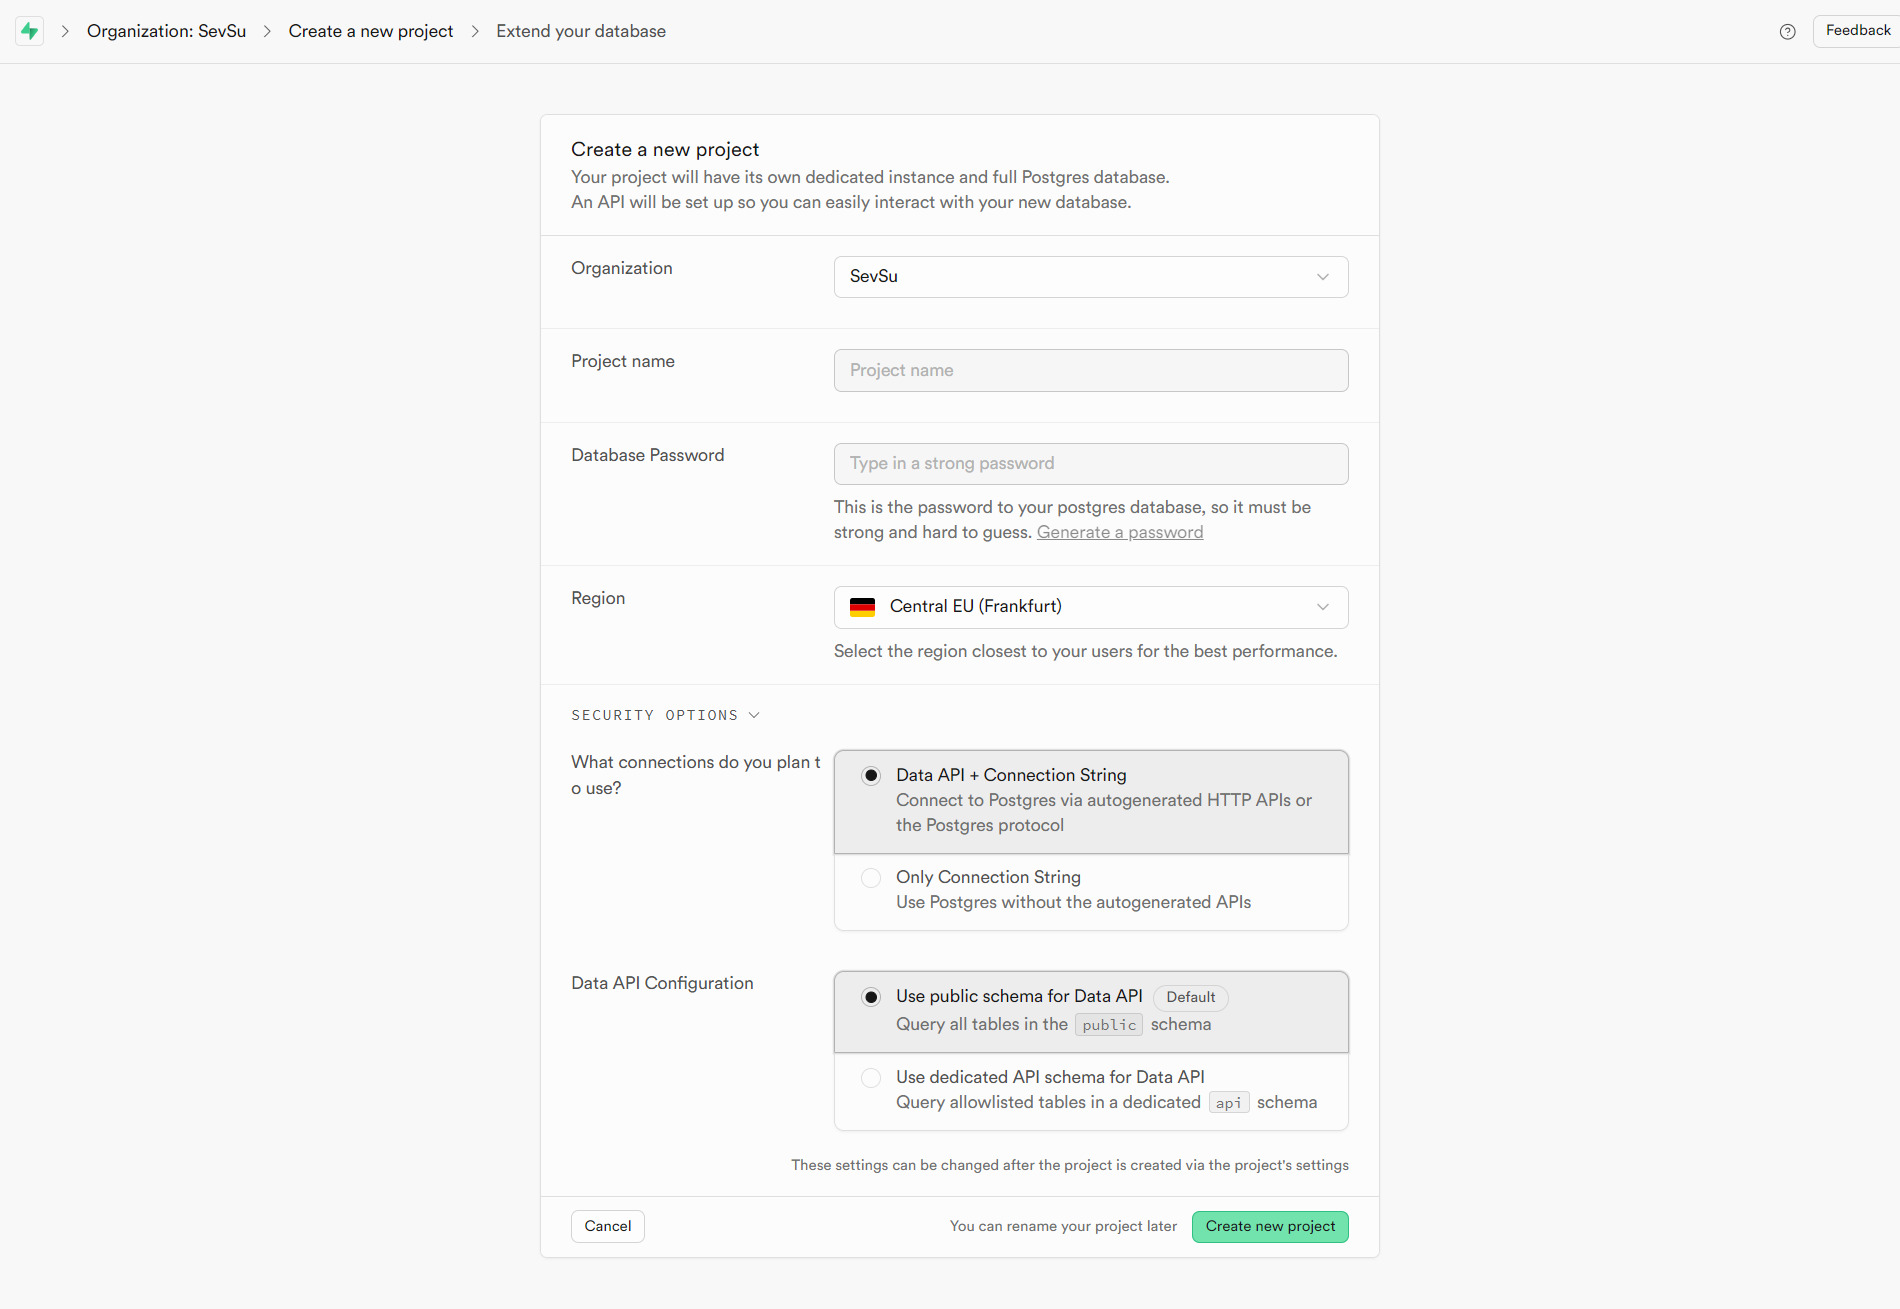 Organization: SevSu
Create a new project
Extend your database
Feedback
Create a new project
Your project will have its own dedicated instance and full Postgres database.
An API will be set up so you can easily interact with your new database.
Organization
SevSu
Project name
Project name
Database Password
Type in a strong password
This is the password to your postgres database, so it must be
strong and hard to guess. Generate a password
Region
Central EU (Frankfurt)
Select the region closest to your users for the best performance.
SECURITY OPTIONS
What connections do you plan t
o use?
Data API + Connection String
Connect to Postgres via autogenerated HTTP APIs or
the Postgres protocol
Only Connection String
Use Postgres without the autogenerated APIs
Data API Configuration
Use public schema for Data API Default
Query all tables in the public schema
Use dedicated API schema for Data API
Query allowlisted tables in a dedicated api schema
These settings can be changed after the project is created via the project's settings
Cancel
You can rename your project later
Create new project